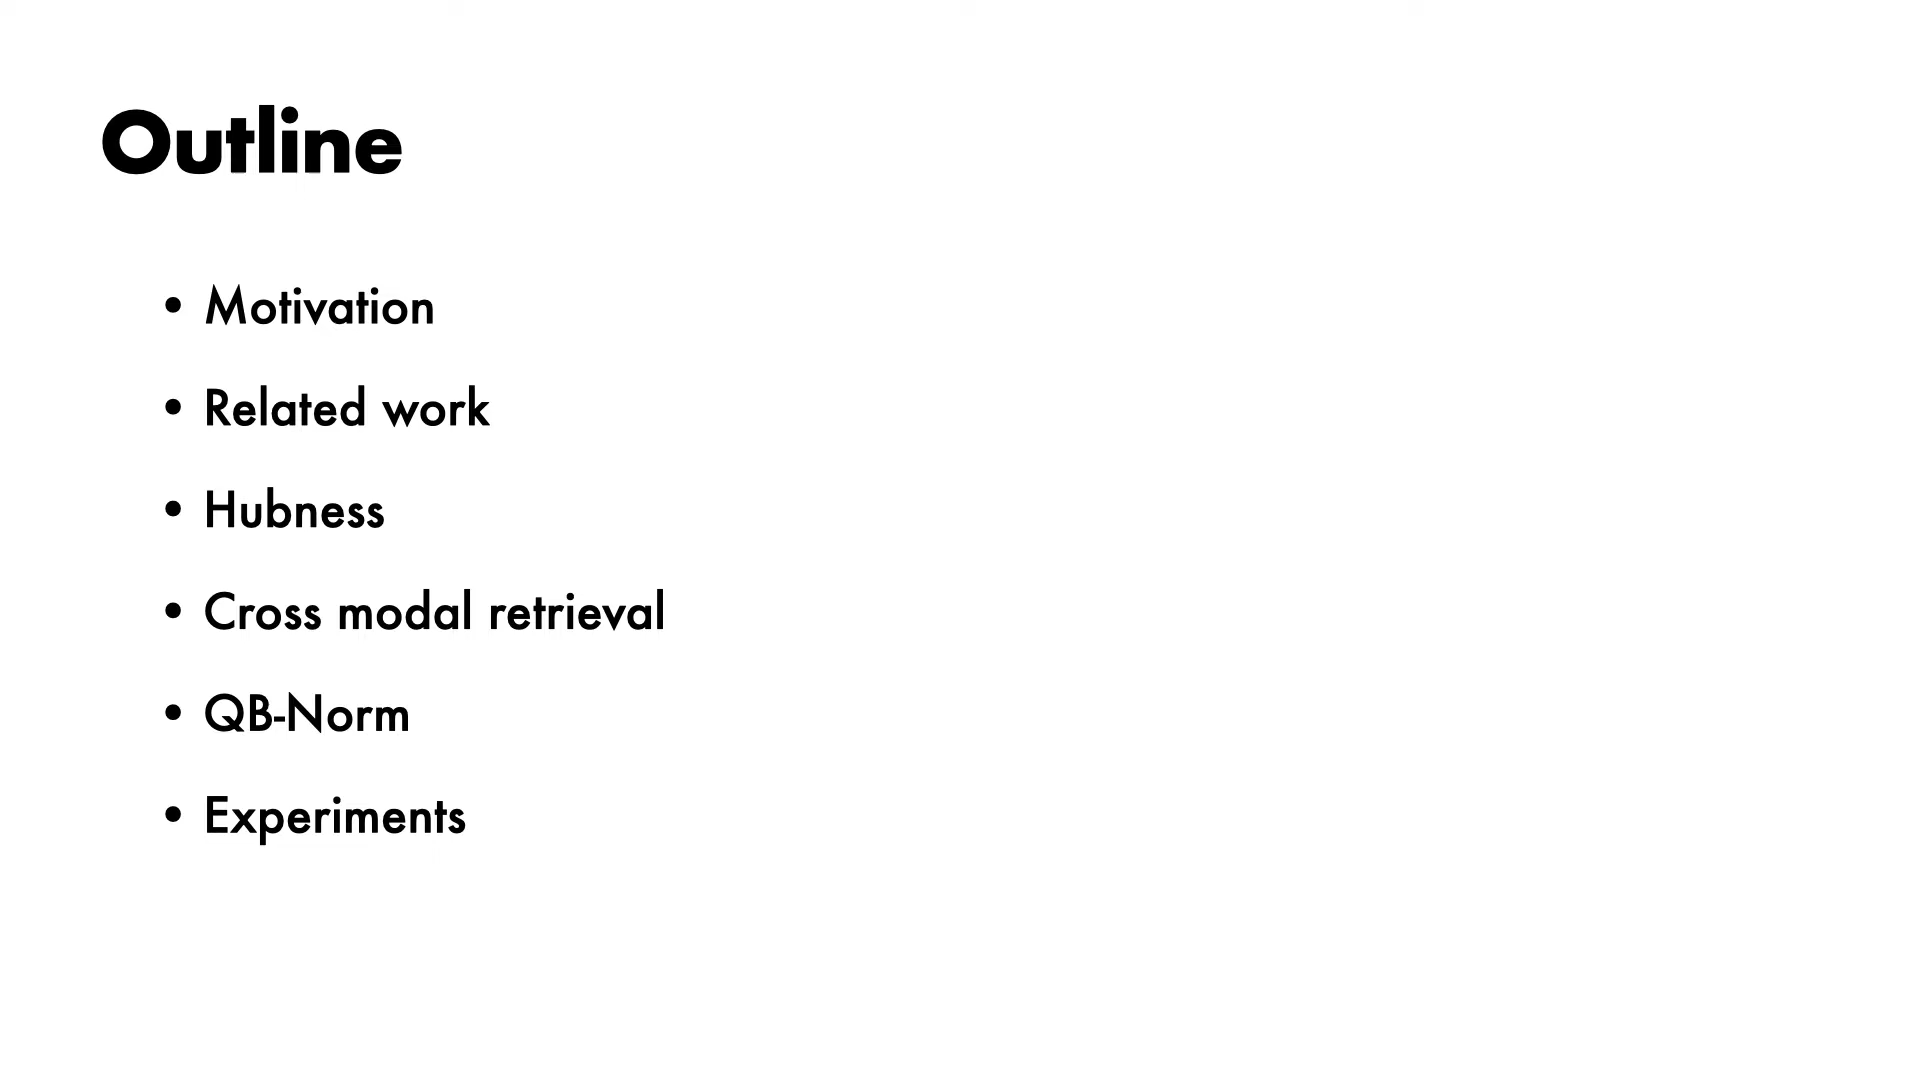 Outline
• Motivation
• Related work
• Hubness
• Cross modal retrieval
• QB-Norm
• Experiments